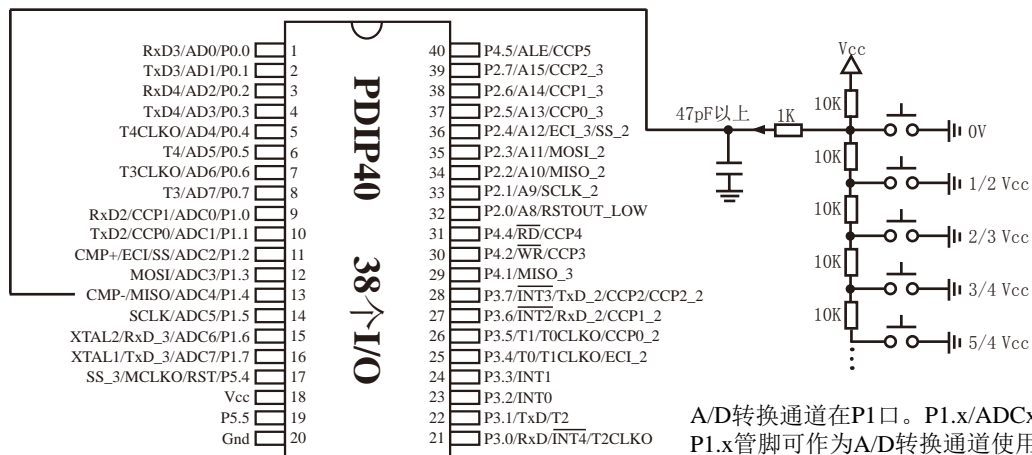 RxD3/AD0/P0.0 1
TxD3/AD1/P0.1 2
RxD4/AD2/P0.2 3
TxD4/AD3/P0.3 4
T4CLKO/AD4/P0.4 5
T4/AD5/P0.5 6
T3CLKO/AD6/P0.6 7
T3/AD7/P0.7 8
RxD2/CCP1/ADC0/P1.0 9
TxD2/CCP0/ADC1/P1.1 10
CMP+/ECI/SS/ADC2/P1.2 11
MOSI/ADC3/P1.3 12
CMP-/MISO/ADC4/P1.4 13
SCLK/ADC5/P1.5 14
XTAL2/RxD_3/ADC6/P1.6 15
XTAL1/TxD_3/ADC7/P1.7 16
SS_3/MCLKO/RST/P5.4 17
Vcc 18
P5.5 19
Gnd 20
PDIP40 38个I/O
40 P4.5/ALE/CCP5
39 P2.7/A15/CCP2_3
38 P2.6/A14/CCP1_3
37 P2.5/A13/CCP0_3
36 P2.4/A12/ECI_3/SS_2
35 P2.3/A11/MOSI_2
34 P2.2/A10/MISO_2
33 P2.1/A9/SCLK_2
32 P2.0/A8/RSTOUT_LOW
31 P4.4/RD/CCP4
30 P4.2/WR/CCP3
29 P4.1/MISO_3
28 P3.7/INT3/TxD_2/CCP2/CCP2_2
27 P3.6/INT2/RxD_2/CCP1_2
26 P3.5/T1/T0CLKO/CCP0_2
25 P3.4/T0/T1CLKO/ECI_2
24 P3.3/INT1
23 P3.2/INT0
22 P3.1/TxD/T2
21 P3.0/RxD/INT4/T2CLKO
47pF以上
1K
Vcc
10K
0V
10K
1/2 Vcc
10K
2/3 Vcc
10K
3/4 Vcc
10K
5/4 Vcc
A/D转换通道在P1口。P1.x/ADCx
P1.x管脚可作为A/D转换通道使用